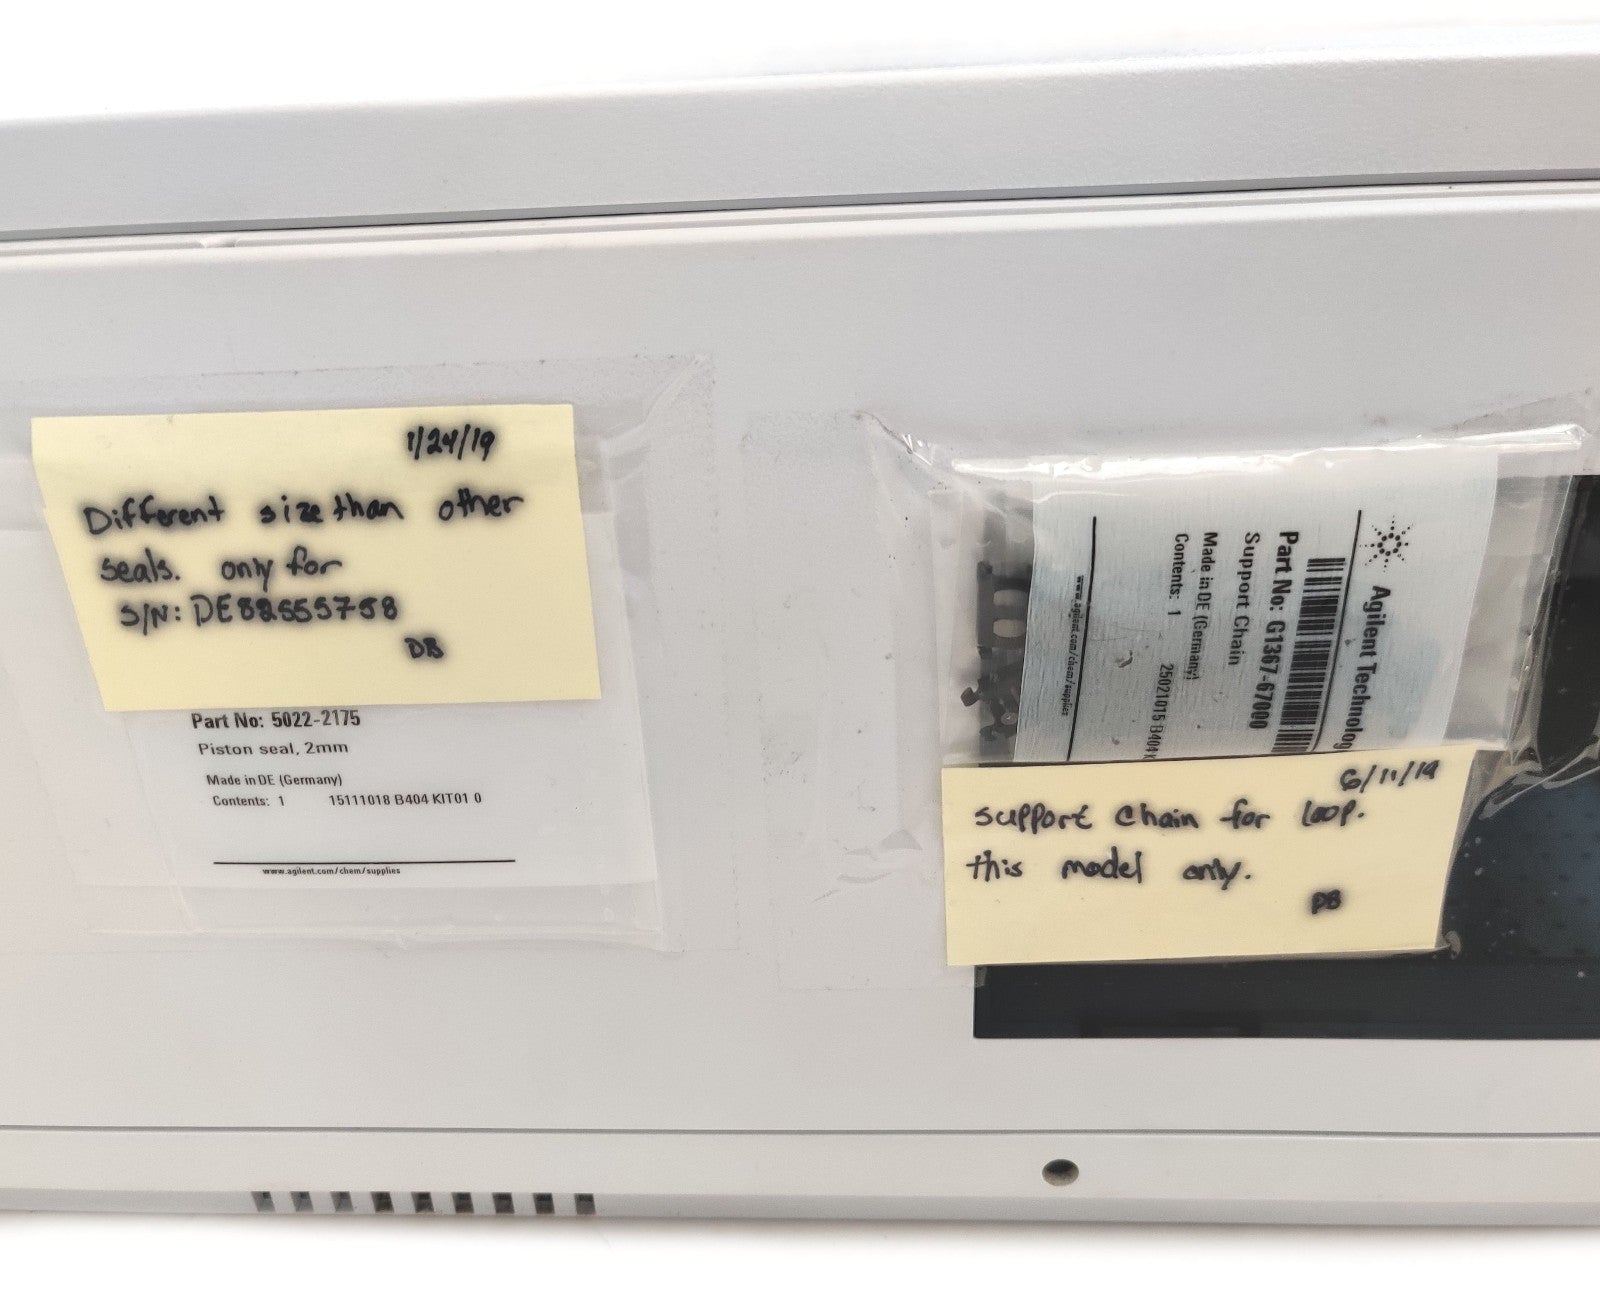 1/24/19
Different size than other
seals. only for
S/N: DE82555758
DB
Part No: 5022-2175
Piston seal, 2mm
Made in DE (Germany)
Contents: 1 15111018 B404 KIT01 0
www.agilent.com/chem/supplies
Agilent Technolog
Part No: G1367-67000
Support Chain
Made in DE (Germany)
Contents: 1 25021015 B404
www.agilent.com/chem/supplies
6/11/19
support chain for loop.
this model only.
DB